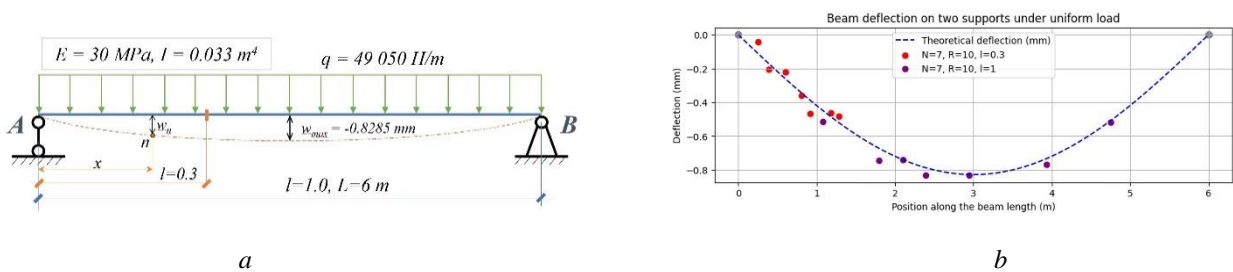 E = 30 MPa, I = 0.033 m⁴
q = 49 050 H/m
A
B
wₙ
n
w_max = -0.8285 mm
x
l=0.3
l=1.0, L=6 m
a
Beam deflection on two supports under uniform load
Theoretical deflection (mm)
N=7, R=10, l=0.3
N=7, R=10, l=1
Deflection (mm)
0.0
−0.2
−0.4
−0.6
−0.8
0 1 2 3 4 5 6
Position along the beam length (m)
b